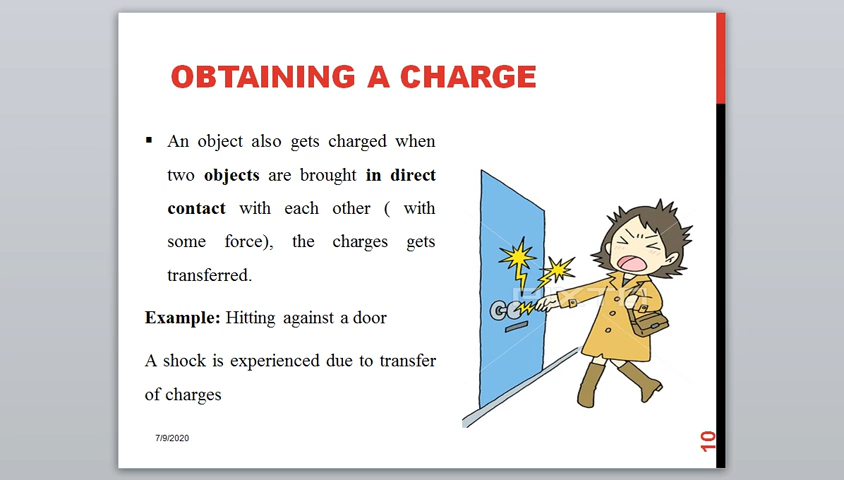 OBTAINING A CHARGE
An object also gets charged when
two objects are brought in direct
contact with each other ( with
some force), the charges gets
transferred.
Example: Hitting against a door
A shock is experienced due to transfer
of charges
7/9/2020
10